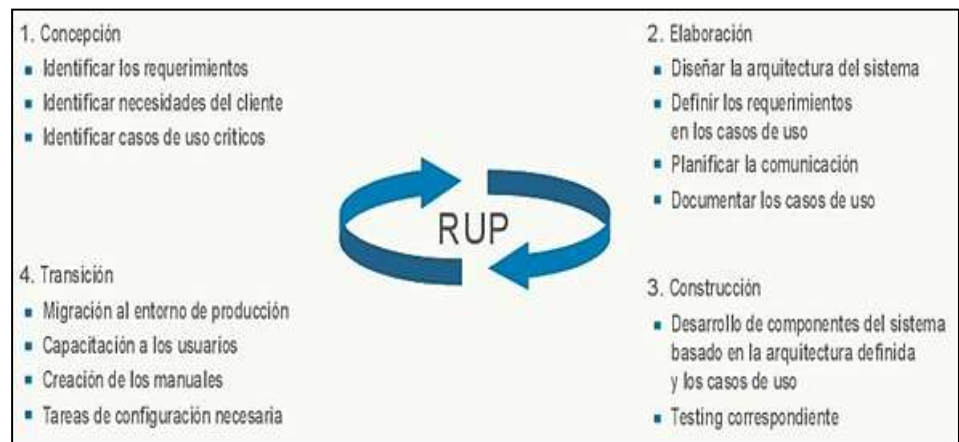 1. Concepción
▪ Identificar los requerimientos
▪ Identificar necesidades del cliente
▪ Identificar casos de uso criticos
2. Elaboración
▪ Diseñar la arquitectura del sistema
▪ Definir los requerimientos
en los casos de uso
▪ Planificar la comunicación
▪ Documentar los casos de uso
RUP
4. Transición
▪ Migración al entorno de producción
▪ Capacitación a los usuarios
▪ Creación de los manuales
▪ Tareas de configuración necesaria
3. Construcción
▪ Desarrollo de componentes del sistema
basado en la arquitectura definida
y los casos de uso
▪ Testing correspondiente